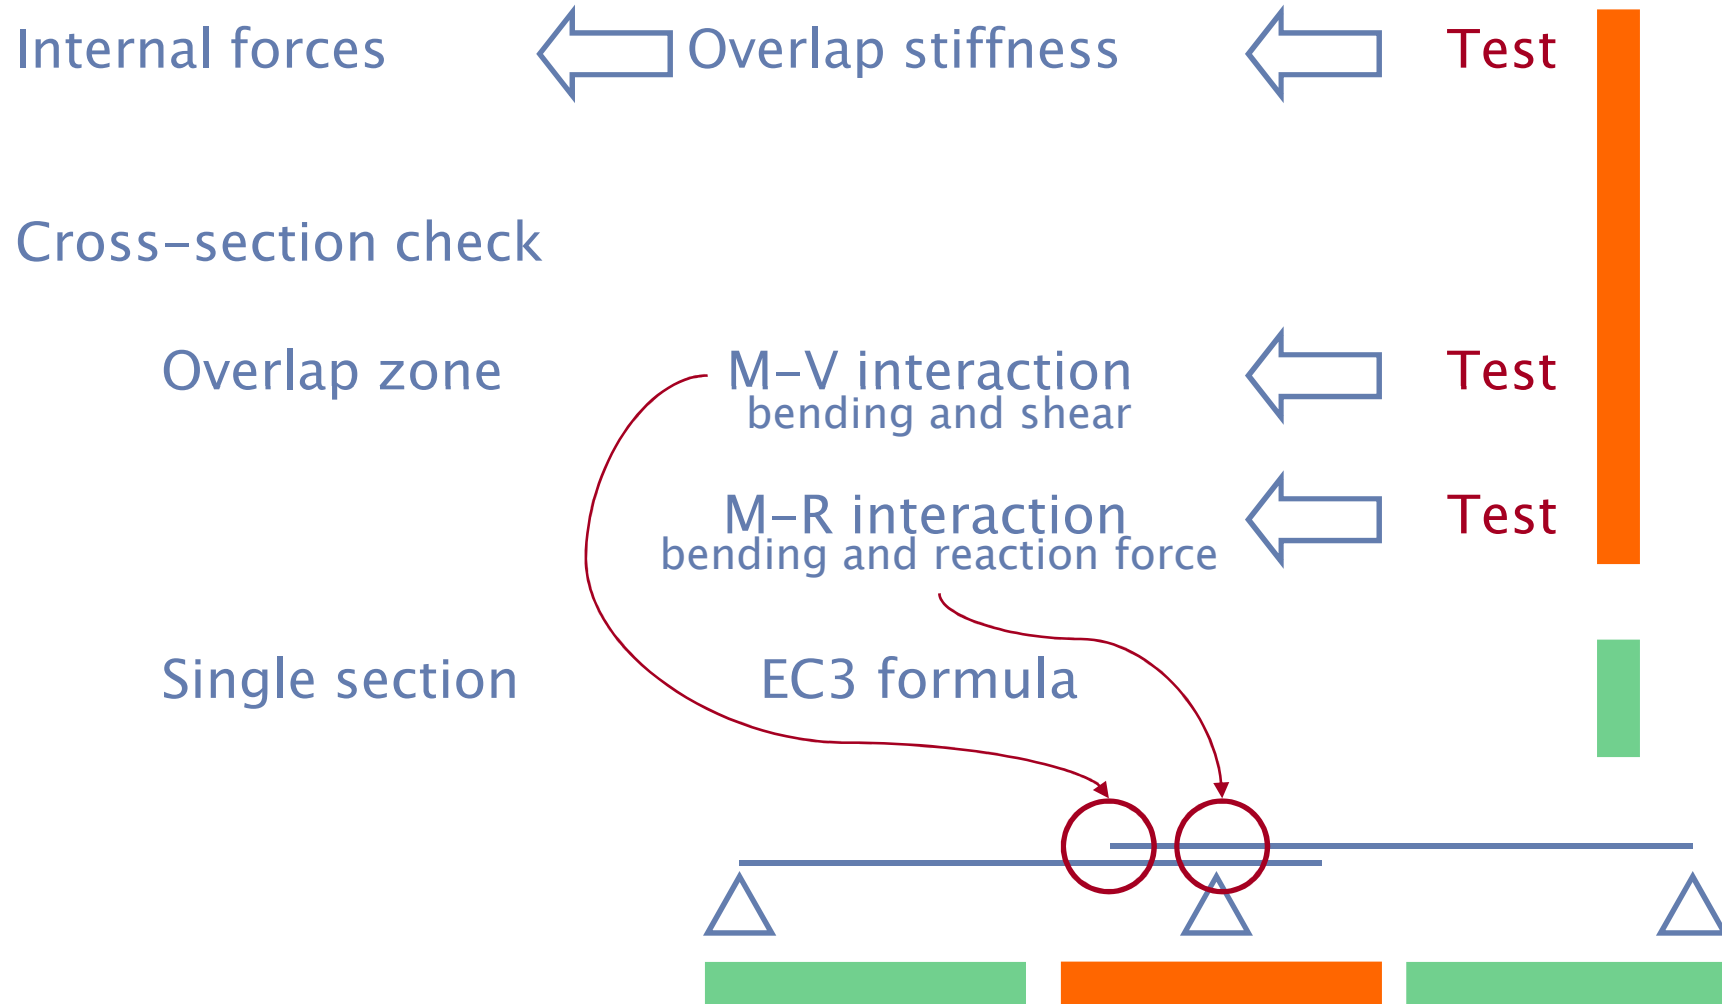 Internal forces
Overlap stiffness
Test
Cross-section check
Overlap zone
M-V interaction
Test
bending and shear
M-R interaction
Test
bending and reaction force
Single section
EC3 formula